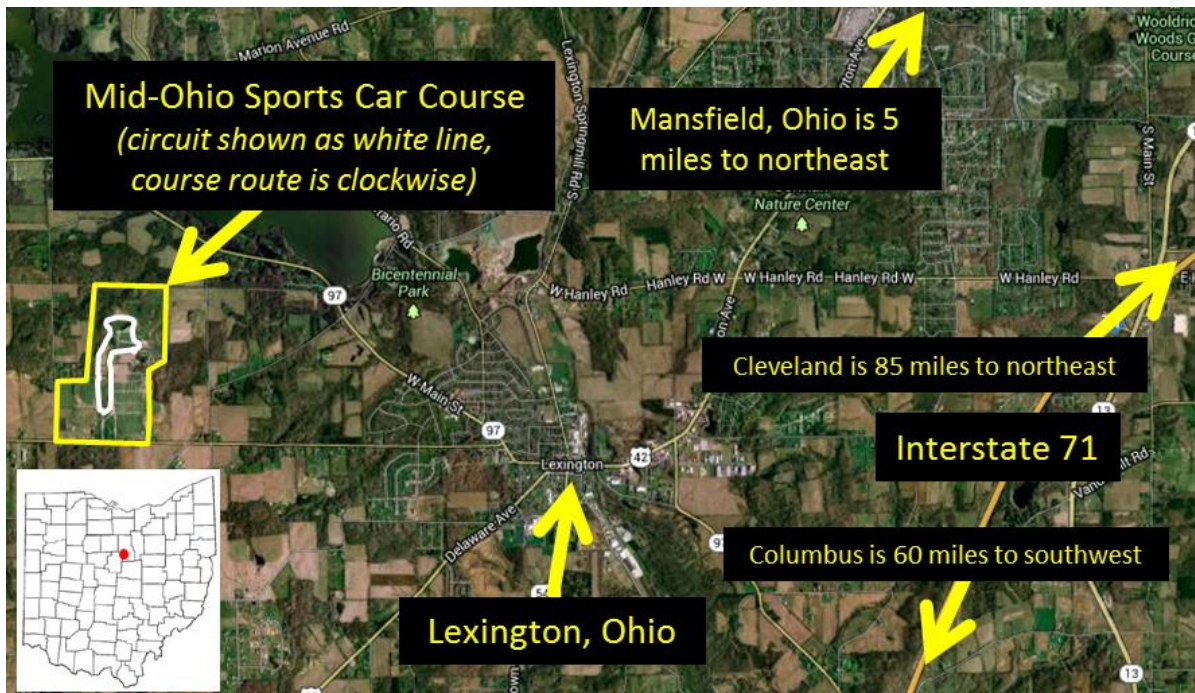 Marion Avenue Rd
Mid-Ohio Sports Car Course
(circuit shown as white line,
course route is clockwise)
Lexington Springmill Rd S
Mansfield, Ohio is 5
miles to northeast
Nature Center
S Main St
Bicentennial
Park
97
W Hanley Rd
Hanley Rd W
W Hanley Rd
Hanley Rd W
W Hanley Rd
Cleveland is 85 miles to northeast
W Main St
97
13
Interstate 71
Lexington
42
Delaware Ave
Columbus is 60 miles to southwest
Lexington, Ohio
13